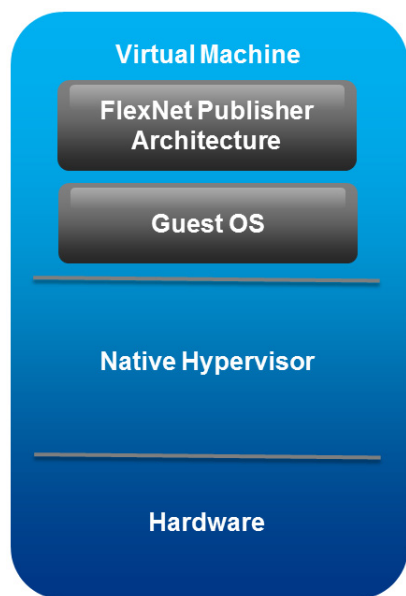 Virtual Machine
FlexNet Publisher
Architecture
Guest OS
Native Hypervisor
Hardware